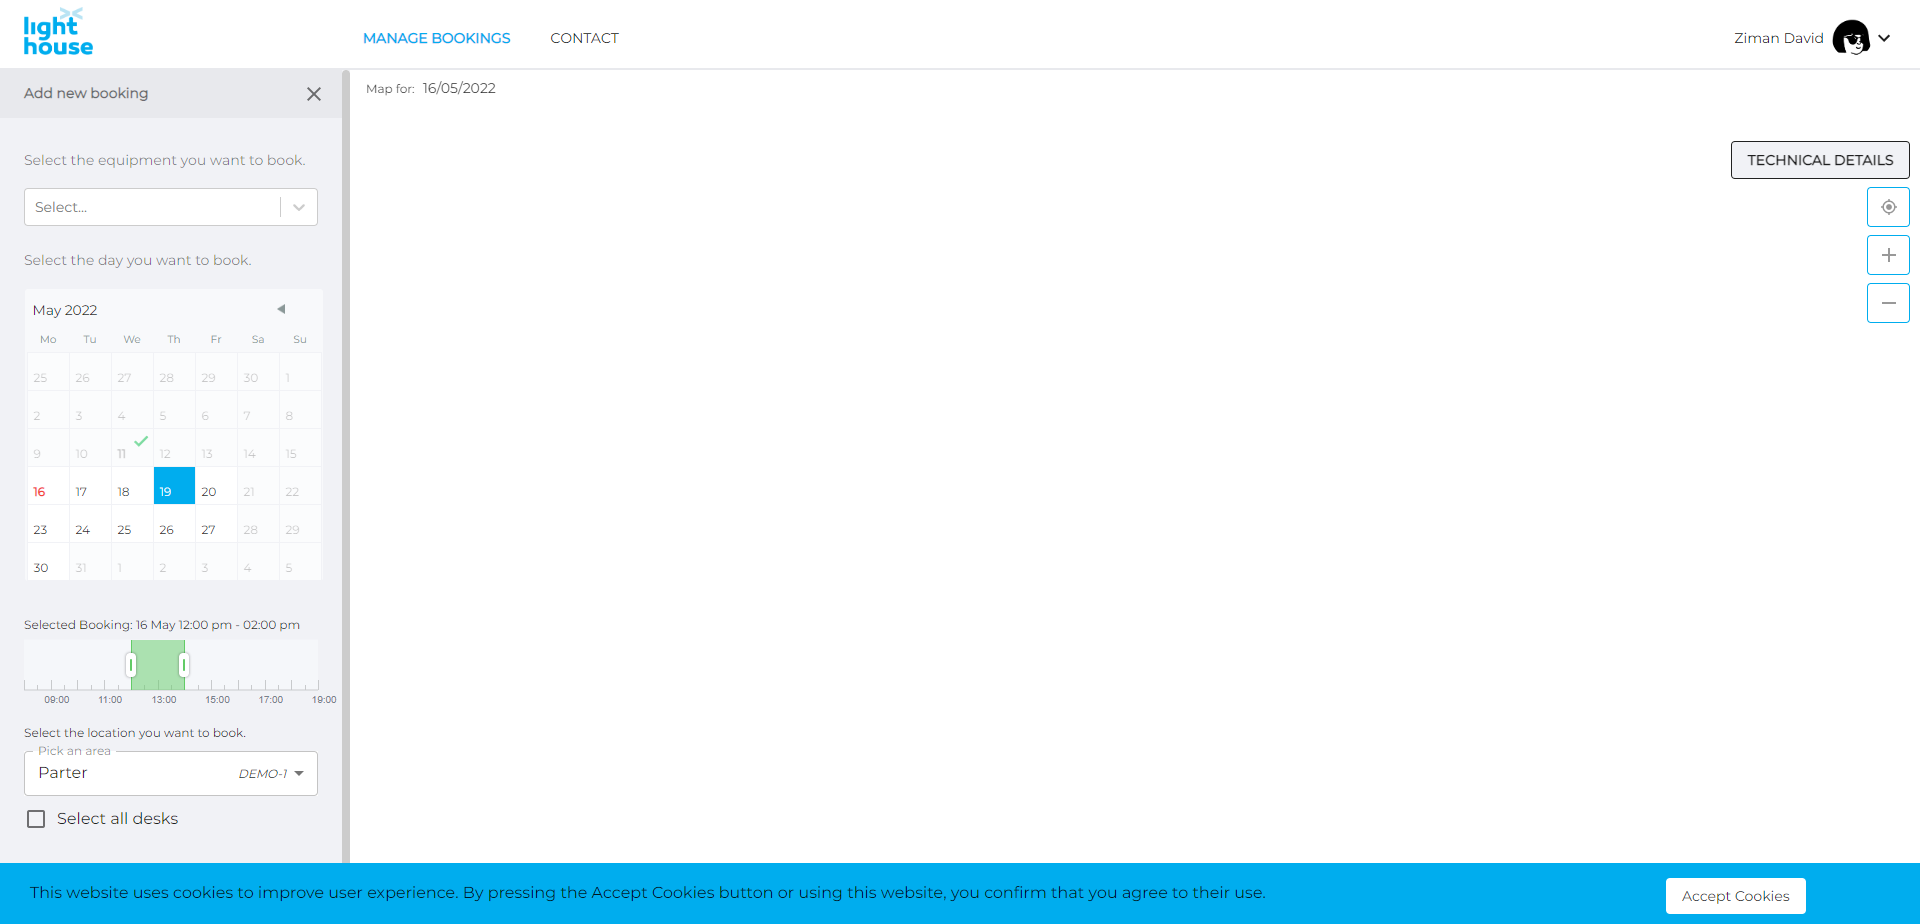 light
house
MANAGE BOOKINGS
CONTACT
Ziman David
Add new booking
Map for: 16/05/2022
TECHNICAL DETAILS
Select the equipment you want to book.
Select...
Select the day you want to book.
May 2022
Mo Tu We Th Fr Sa Su
25 26 27 28 29 30 1
2 3 4 5 6 7 8
9 10 11 12 13 14 15
16 17 18 19 20 21 22
23 24 25 26 27 28 29
30 31 1 2 3 4 5
Selected Booking: 16 May 12:00 pm - 02:00 pm
09:00 11:00 13:00 15:00 17:00 19:00
Select the location you want to book.
Pick an area
Parter DEMO-1
Select all desks
This website uses cookies to improve user experience. By pressing the Accept Cookies button or using this website, you confirm that you agree to their use.
Accept Cookies